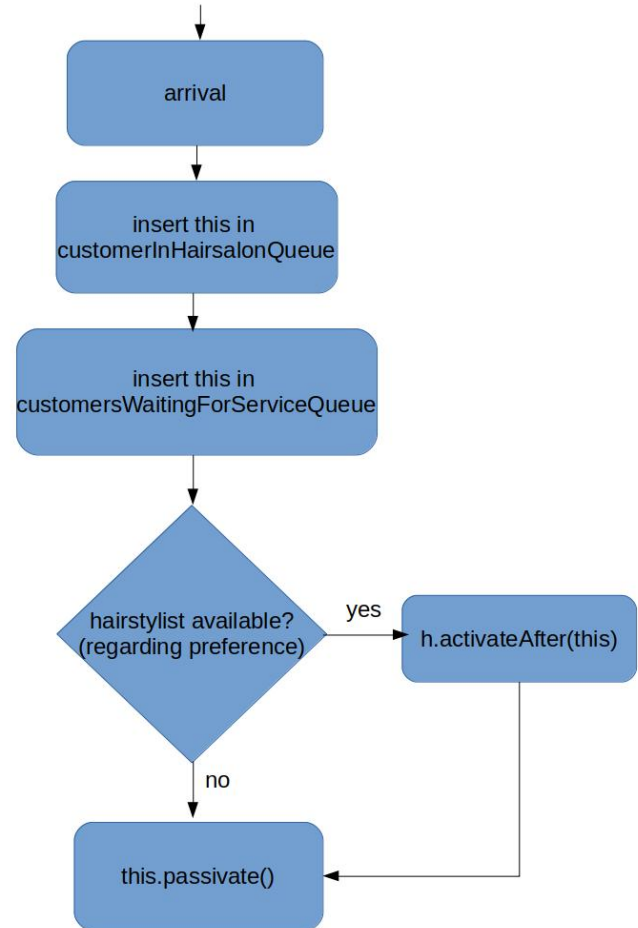 arrival
insert this in
customerInHairsalonQueue
insert this in
customersWaitingForServiceQueue
hairstylist available?
(regarding preference)
yes
h.activateAfter(this)
no
this.passivate()